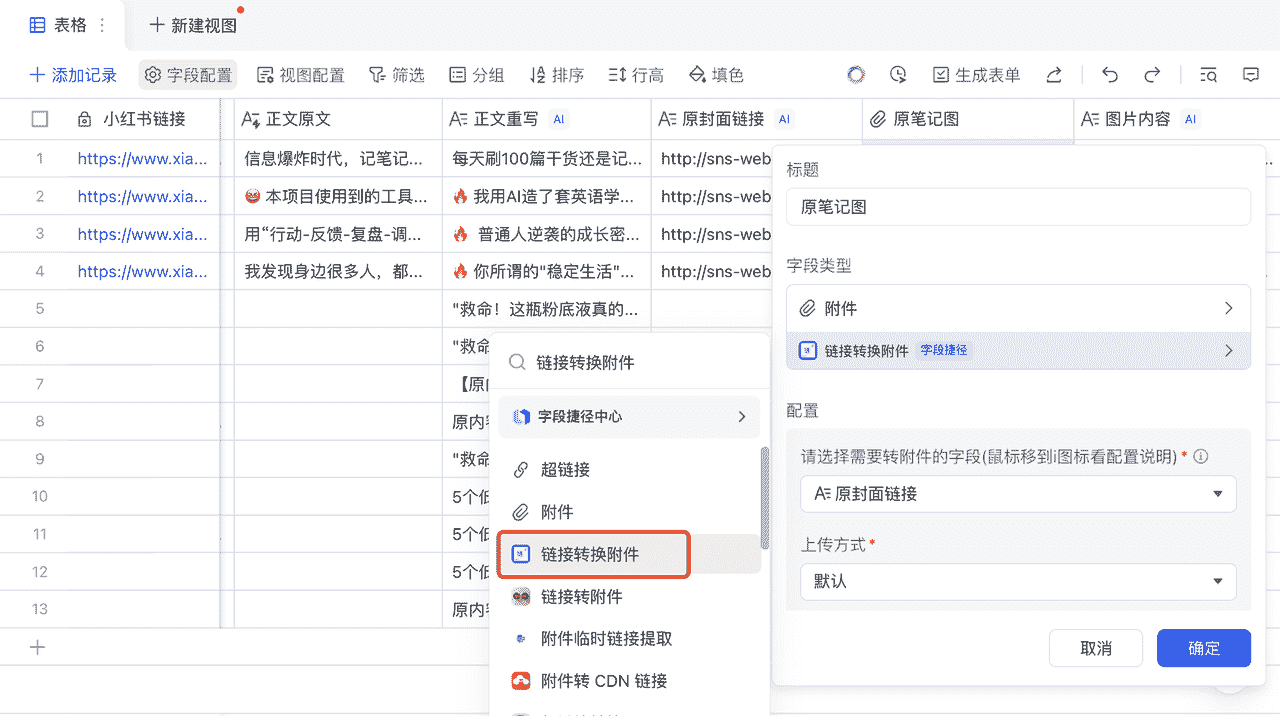 表格
新建视图
添加记录 字段配置 视图配置 筛选 分组 排序 行高 填色 生成表单
小红书链接 正文原文 正文重写 AI 原封面链接 AI 原笔记图 图片内容 AI
1 https://www.xia... 信息爆炸时代，记笔记... 每天刷100篇干货还是记... http://sns-web
2 https://www.xia... 本项目使用到的工具... 🔥 我用AI造了套英语学... http://sns-web
3 https://www.xia... 用“行动-反馈-复盘-调... 🔥 普通人逆袭的成长密... http://sns-web
4 https://www.xia... 我发现身边很多人，都... 🔥 你所谓的"稳定生活"... http://sns-web
5 "救命！这瓶粉底液真的...
6 "救命
7 【原
8 原内容
9 "救命
10 5个
11 5个
12 5个
13 原内容
链接转换附件
字段捷径中心
超链接
附件
链接转换附件
链接转附件
附件临时链接提取
附件转 CDN 链接
标题
原笔记图
字段类型
附件
链接转换附件 字段捷径
配置
请选择需要转附件的字段(鼠标移到i图标看配置说明) *
原封面链接
上传方式*
默认
取消 确定